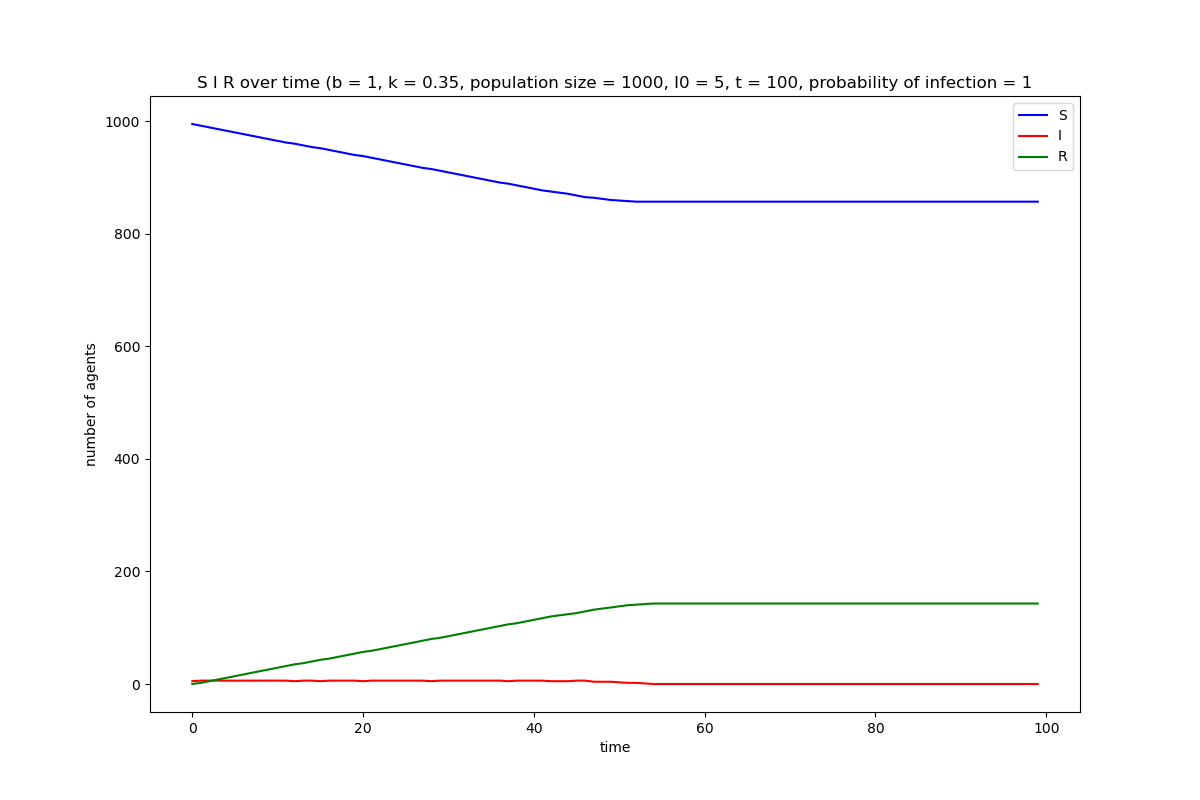 S I R over time (b = 1, k = 0.35, population size = 1000, I0 = 5, t = 100, probability of infection = 1
S
I
R
1000
800
600
400
200
0
number of agents
0 20 40 60 80 100
time